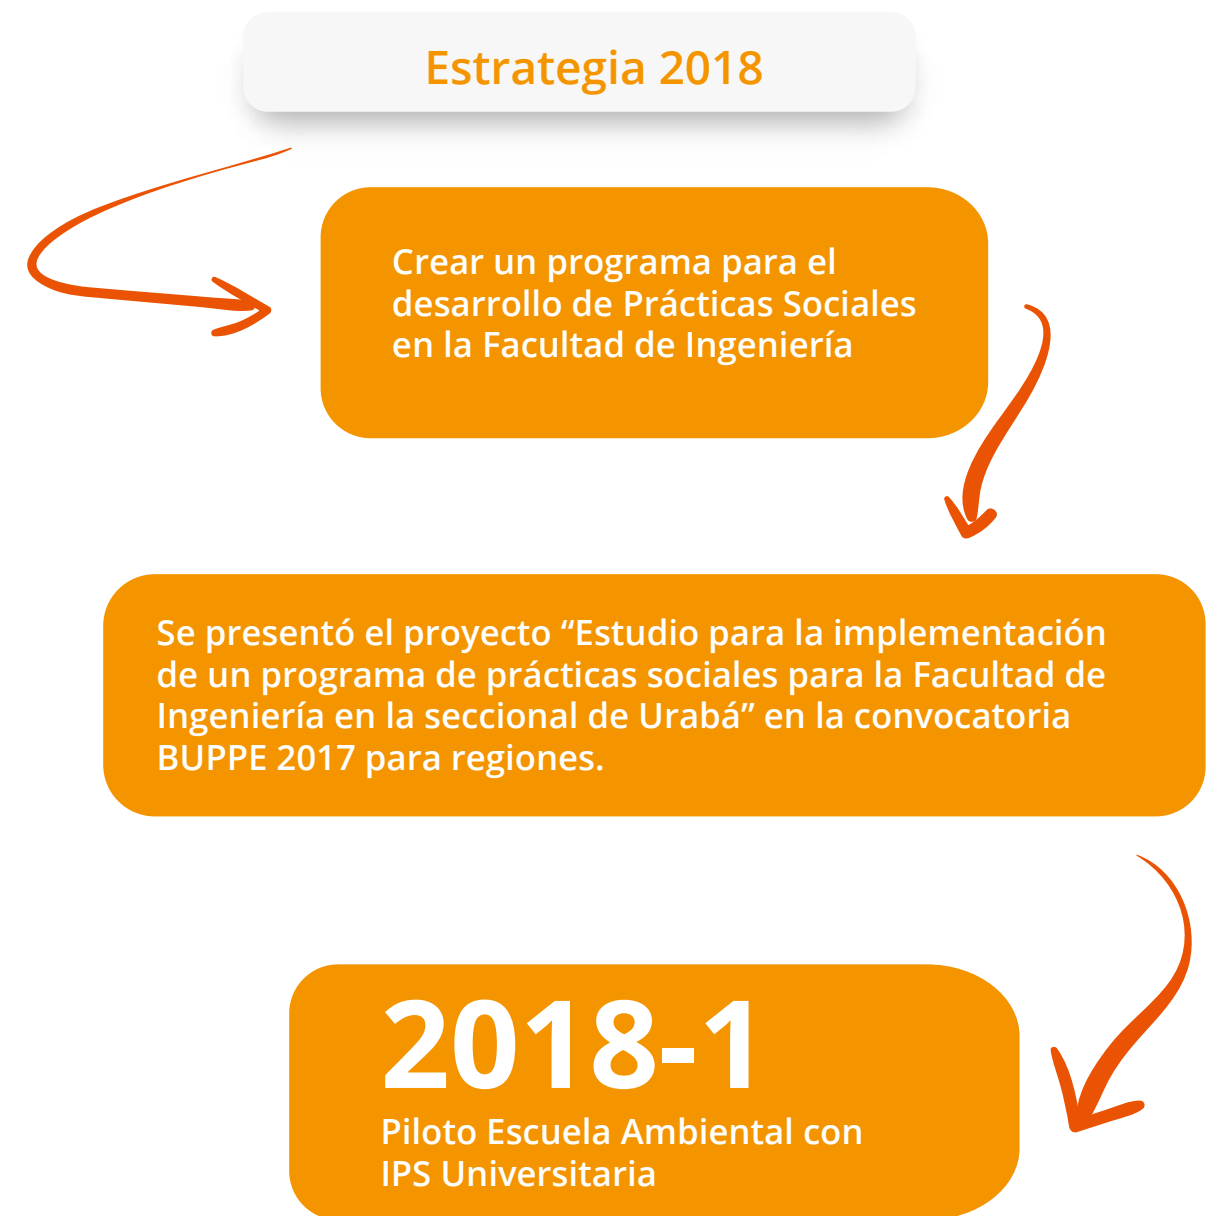 Estrategia 2018
Crear un programa para el
desarrollo de Prácticas Sociales
en la Facultad de Ingeniería
Se presentó el proyecto “Estudio para la implementación
de un programa de prácticas sociales para la Facultad de
Ingeniería en la seccional de Urabá” en la convocatoria
BUPPE 2017 para regiones.
2018-1
Piloto Escuela Ambiental con
IPS Universitaria